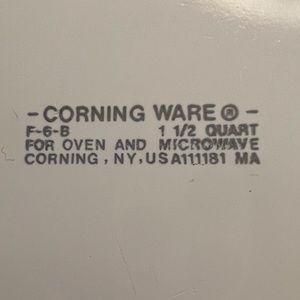 - CORNING WARE ® -
F-6-B 1 1/2 QUART
FOR OVEN AND MICROWAVE
CORNING , NY, USA111181 MA